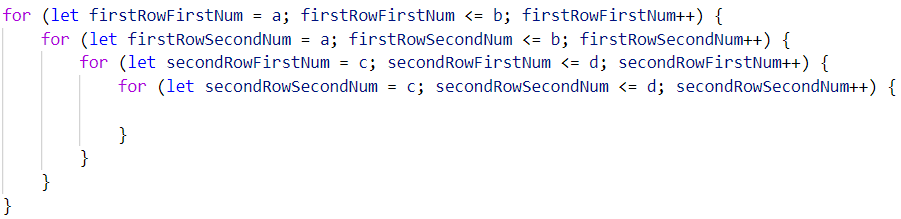 for (let firstRowFirstNum = a; firstRowFirstNum <= b; firstRowFirstNum++) {
    for (let firstRowSecondNum = a; firstRowSecondNum <= b; firstRowSecondNum++) {
        for (let secondRowFirstNum = c; secondRowFirstNum <= d; secondRowFirstNum++) {
            for (let secondRowSecondNum = c; secondRowSecondNum <= d; secondRowSecondNum++) {

            }
        }
    }
}